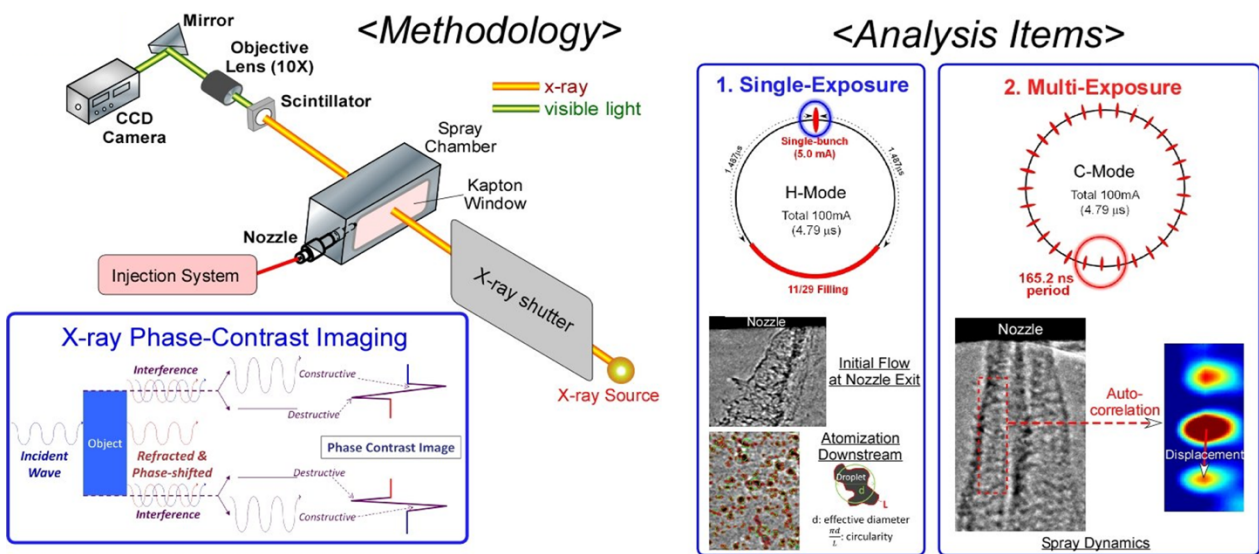 <Methodology>
Mirror
Objective
Lens (10X)
Scintillator
CCD
Camera
x-ray
visible light
Spray
Chamber
Kapton
Window
Nozzle
Injection System
X-ray shutter
X-ray Source
X-ray Phase-Contrast Imaging
Interference
Constructive
Destructive
Incident
Wave
Object
Refracted &
Phase-shifted
Phase Contrast Image
Destructive
Constructive
Interference
<Analysis Items>
1. Single-Exposure
Single-bunch
(5.0 mA)
1.487μs
1.487μs
H-Mode
Total 100mA
(4.79 μs)
11/29 Filling
Nozzle
Initial Flow
at Nozzle Exit
Atomization
Downstream
Droplet
d
L
d: effective diameter
πd/L: circularity
2. Multi-Exposure
C-Mode
Total 100mA
(4.79 μs)
165.2 ns
period
Nozzle
Auto-
correlation
Displacement
Spray Dynamics